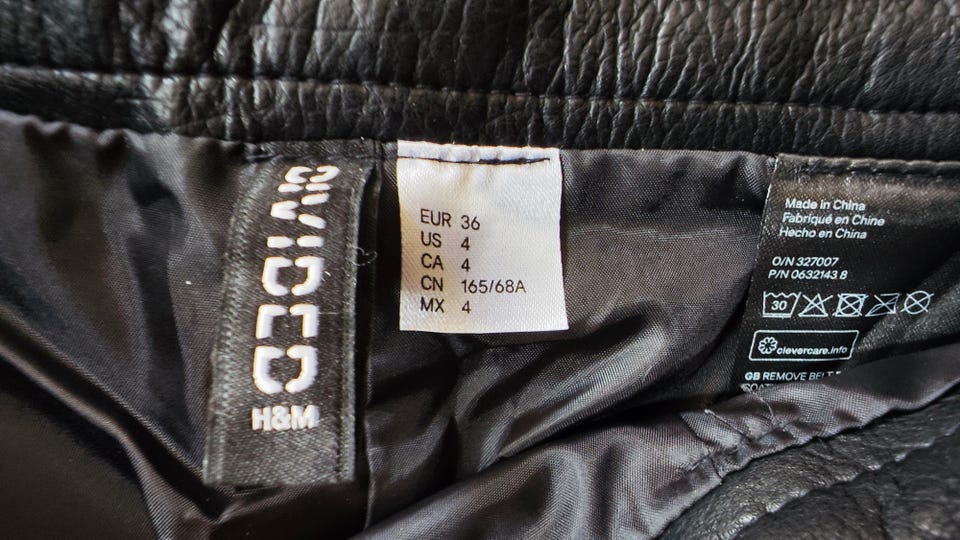 DIVIDED
H&M
EUR 36
US 4
CA 4
CN 165/68A
MX 4
Made in China
Fabriqué en Chine
Hecho en China
O/N 327007
P/N 0632143 8
30
clevercare.info
GB REMOVE BELT